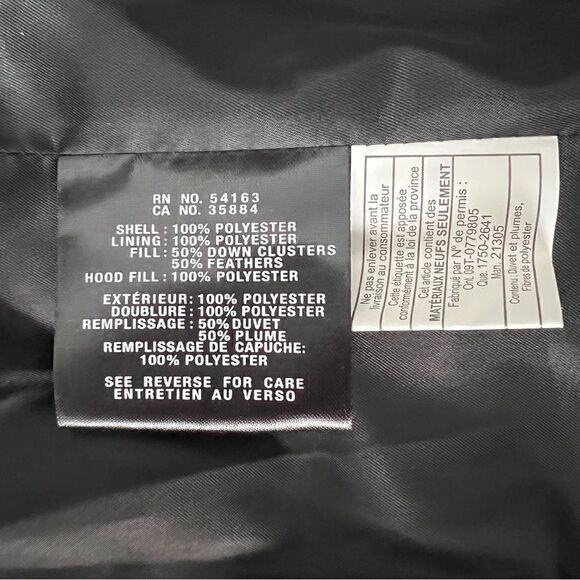 RN NO. 54163
CA NO. 35884
SHELL : 100% POLYESTER
LINING: 100% POLYESTER
FILL: 50% DOWN CLUSTERS
50% FEATHERS
HOOD FILL: 100% POLYESTER
EXTÉRIEUR: 100% POLYESTER
DOUBLURE: 100% POLYESTER
REMPLISSAGE: 50% DUVET
50% PLUME
REMPLISSAGE DE CAPUCHE:
100% POLYESTER
SEE REVERSE FOR CARE
ENTRETIEN AU VERSO
Ne pas enlever avant la
livraison au consommateur
Cette étiquette est apposée
conformément à la loi de la province
Cet article contient des
MATÉRIAUX NEUFS SEULEMENT
Fabriqué par N° de permis :
Ont. 091-0779805
Que. 1750-2641
Man. 21305
Contenu: Duvet et plumes,
Fibres de polyester